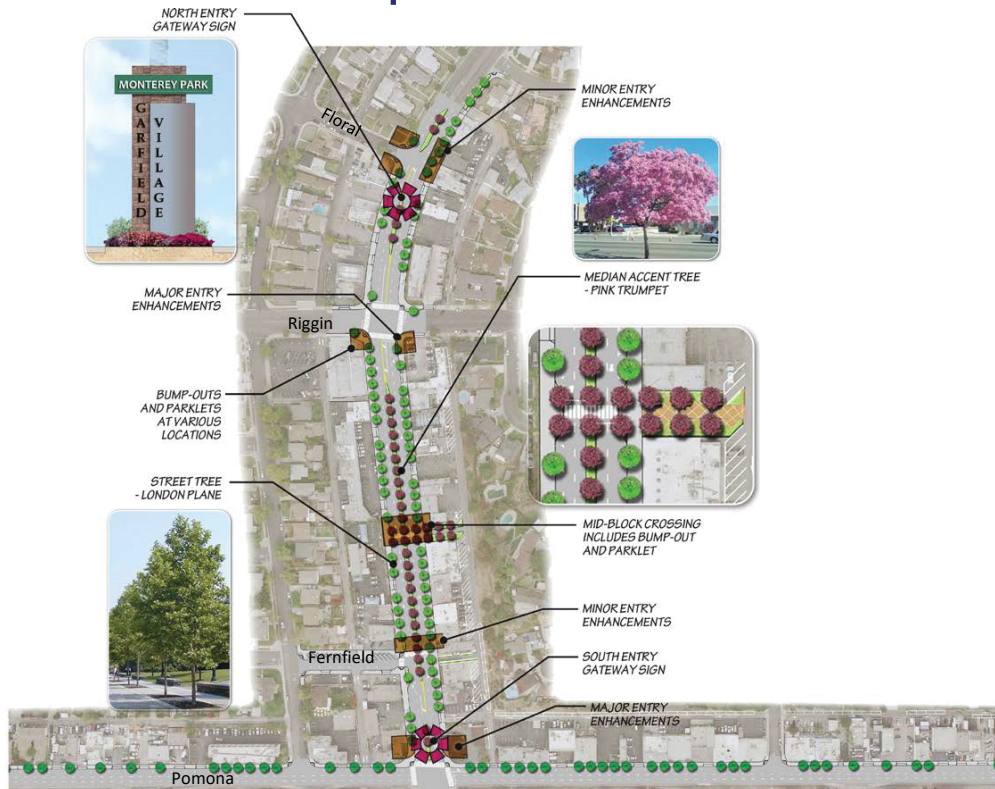 NORTH ENTRY
GATEWAY SIGN
MONTEREY PARK
GARFIELD
VILLAGE
Floral
MINOR ENTRY
ENHANCEMENTS
MEDIAN ACCENT TREE
- PINK TRUMPET
MAJOR ENTRY
ENHANCEMENTS
Riggin
BUMP-OUTS
AND PARKLETS
AT VARIOUS
LOCATIONS
STREET TREE
- LONDON PLANE
MID-BLOCK CROSSING
INCLUDES BUMP-OUT
AND PARKLET
MINOR ENTRY
ENHANCEMENTS
Fernfield
SOUTH ENTRY
GATEWAY SIGN
MAJOR ENTRY
ENHANCEMENTS
Pomona